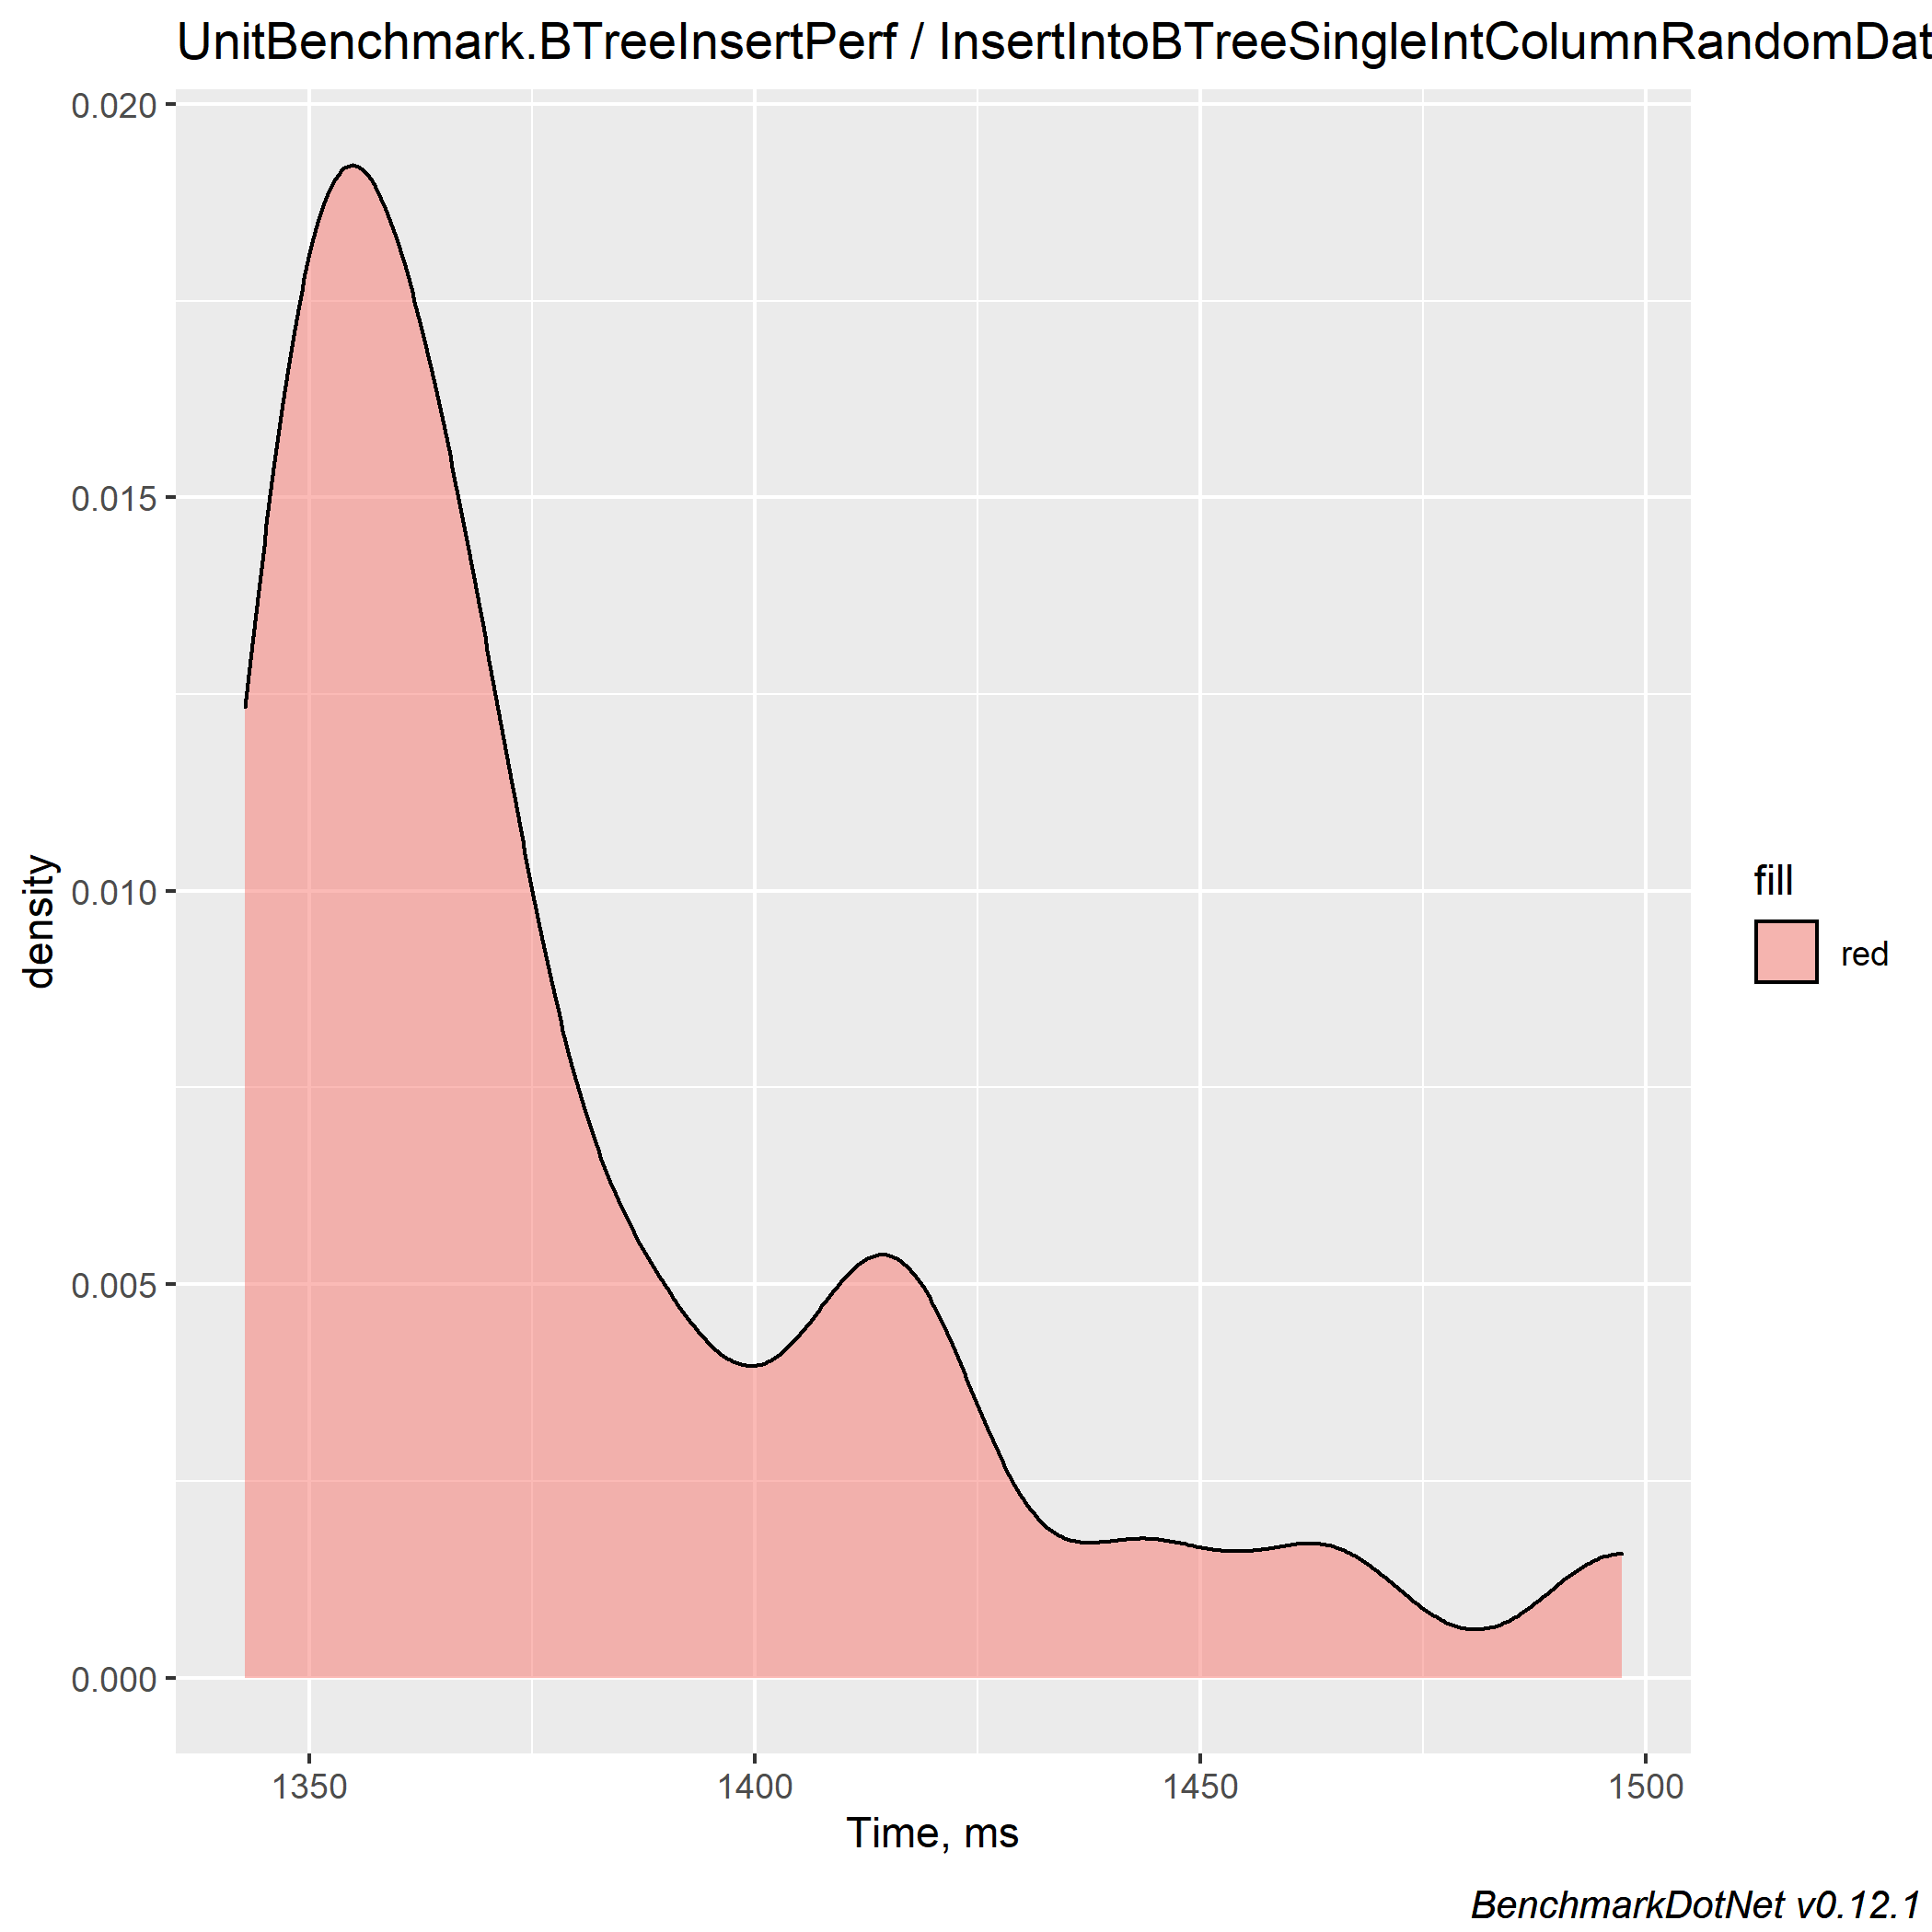 UnitBenchmark.BTreeInsertPerf / InsertIntoBTreeSingleIntColumnRandomDat
0.020
0.015
0.010
0.005
0.000
density
1350 1400 1450 1500
Time, ms
fill
red
BenchmarkDotNet v0.12.1